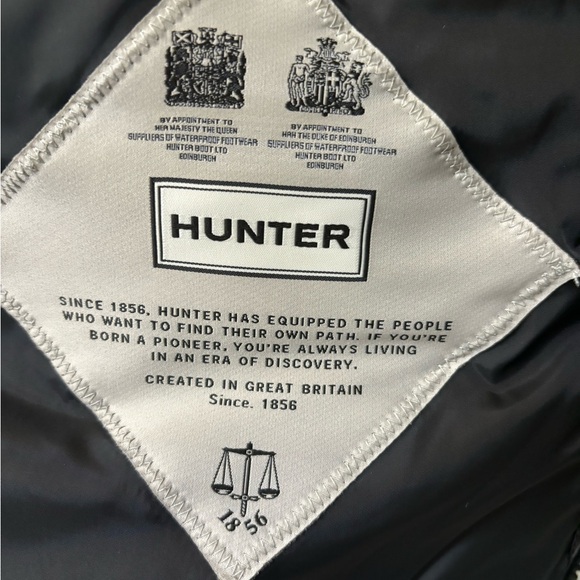 BY APPOINTMENT TO
HER MAJESTY THE QUEEN
SUPPLIERS OF WATERPROOF FOOTWEAR
HUNTER BOOT LTD
EDINBURGH
BY APPOINTMENT TO
HRH THE DUKE OF EDINBURGH
SUPPLIERS OF WATERPROOF FOOTWEAR
HUNTER BOOT LTD
EDINBURGH
HUNTER
SINCE 1856, HUNTER HAS EQUIPPED THE PEOPLE
WHO WANT TO FIND THEIR OWN PATH. IF YOU'RE
BORN A PIONEER, YOU'RE ALWAYS LIVING
IN AN ERA OF DISCOVERY.
CREATED IN GREAT BRITAIN
Since. 1856
1856